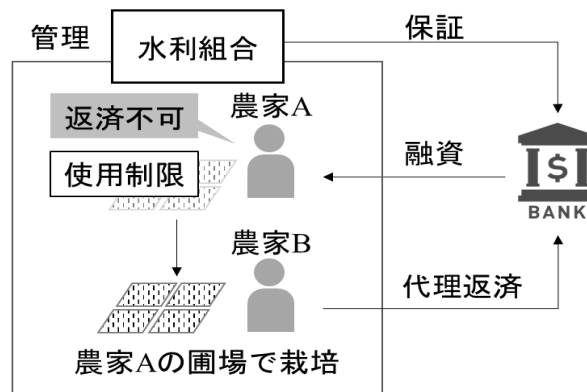 管理
水利組合
保証
農家A
返済不可
融資
使用制限
$
BANK
農家B
代理返済
農家Aの圃場で栽培